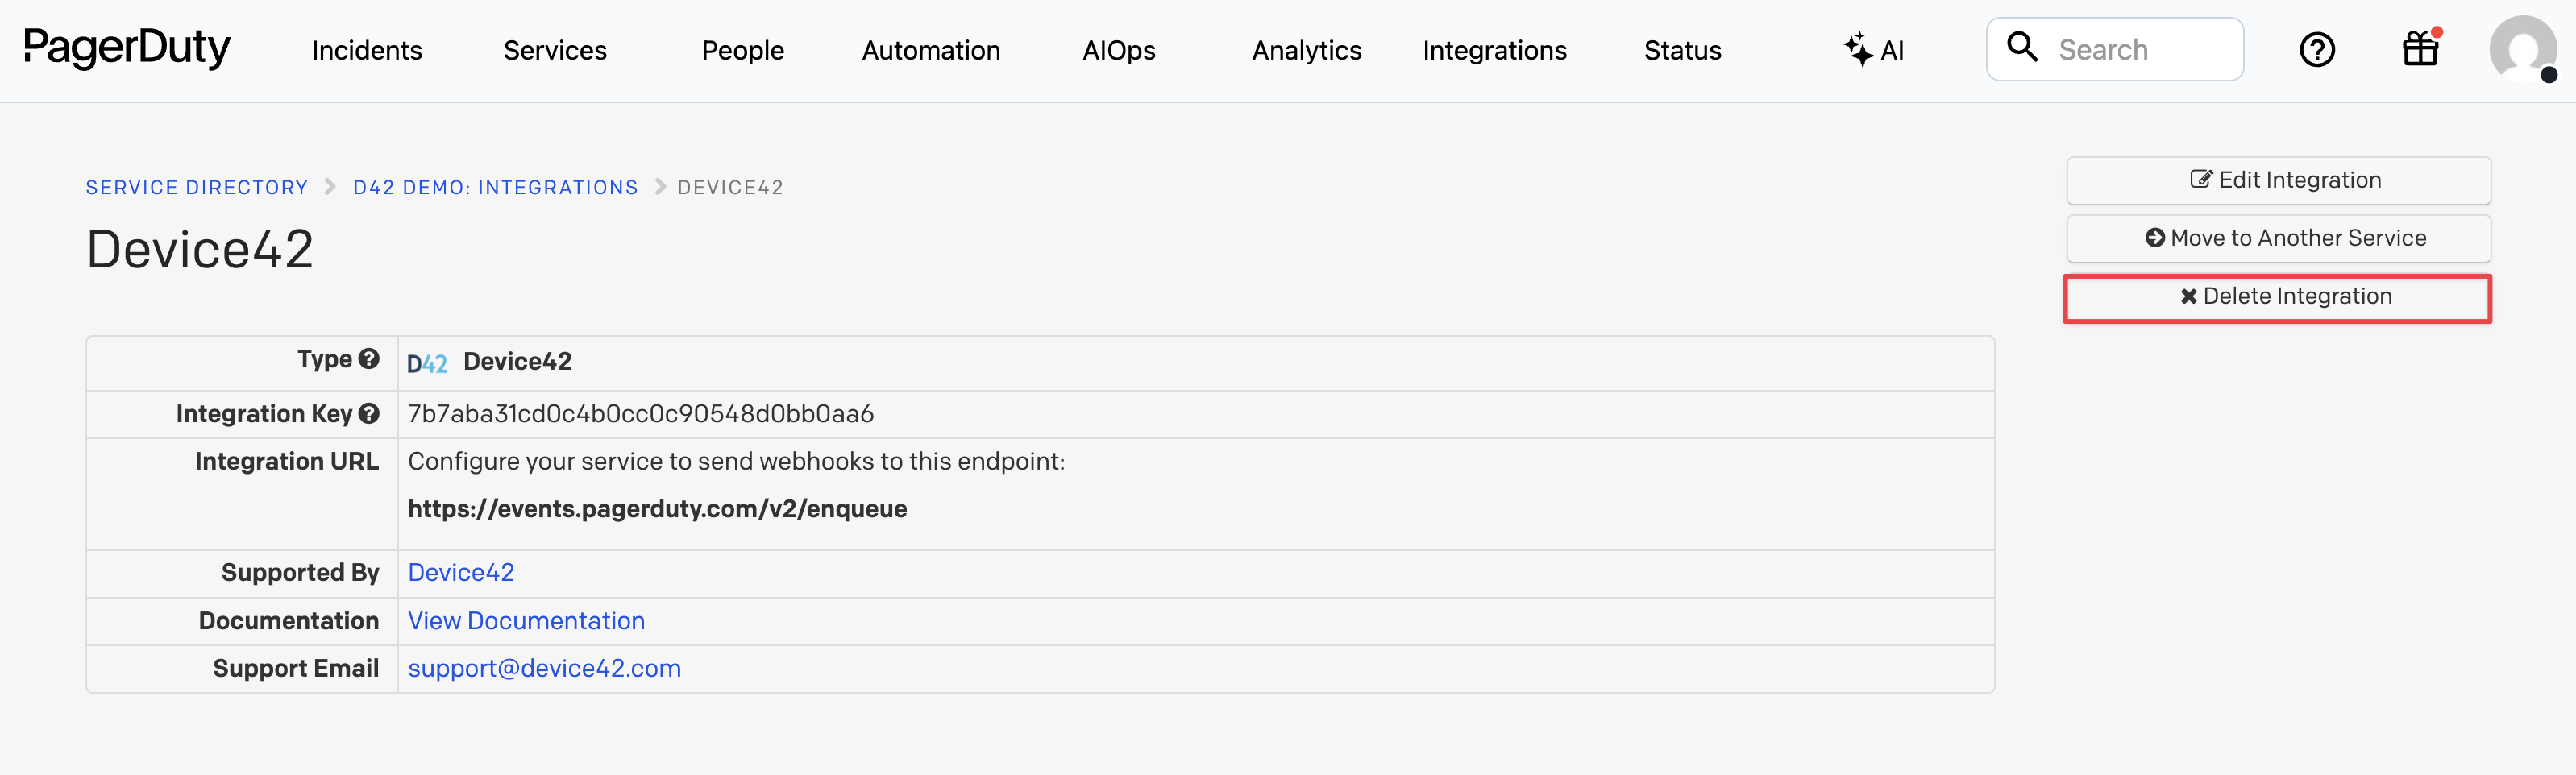 PagerDuty Incidents Services People Automation AIOps Analytics Integrations Status AI Search
SERVICE DIRECTORY D42 DEMO: INTEGRATIONS DEVICE42
Device42
Edit Integration
Move to Another Service
Delete Integration
Type D42 Device42
Integration Key 7b7aba31cd0c4b0cc0c90548d0bb0aa6
Integration URL Configure your service to send webhooks to this endpoint:
https://events.pagerduty.com/v2/enqueue
Supported By Device42
Documentation View Documentation
Support Email support@device42.com